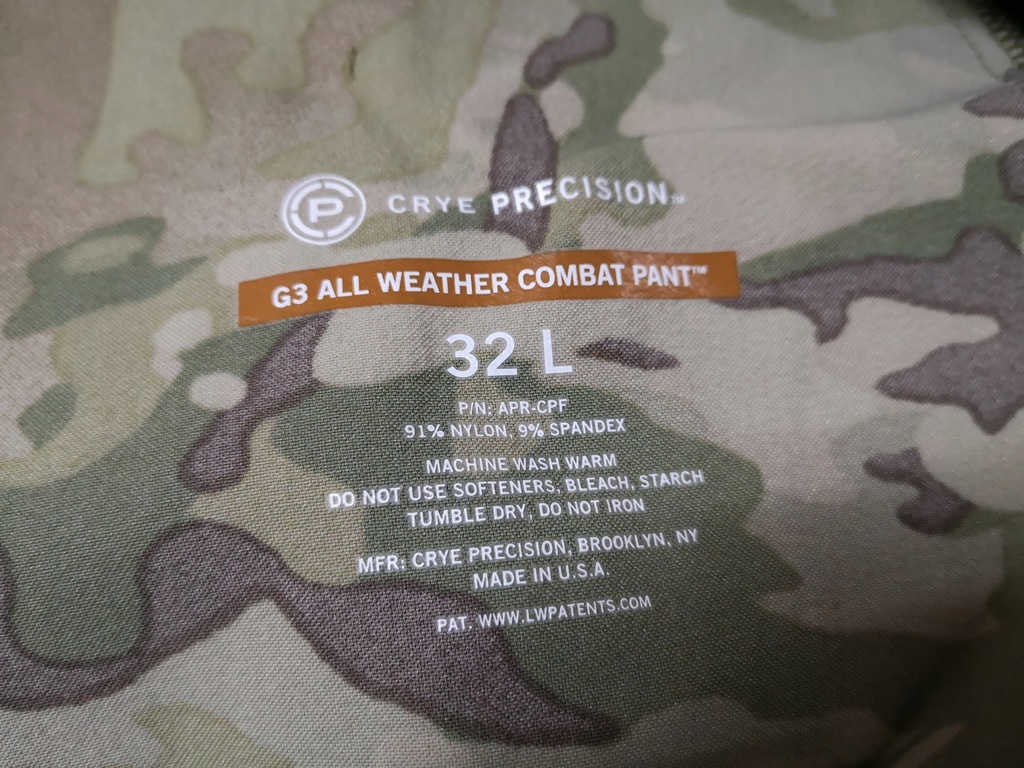 CP CRYE PRECISION™
G3 ALL WEATHER COMBAT PANT™
32 L
P/N: APR-CPF
91% NYLON, 9% SPANDEX
MACHINE WASH WARM
DO NOT USE SOFTENERS, BLEACH, STARCH
TUMBLE DRY, DO NOT IRON
MFR: CRYE PRECISION, BROOKLYN, NY
MADE IN U.S.A.
PAT. WWW.LWPATENTS.COM